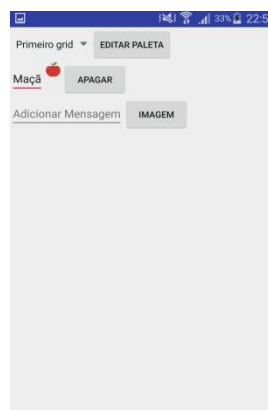 33% 22:5
Primeiro grid EDITAR PALETA
Maçã APAGAR
Adicionar Mensagem IMAGEM